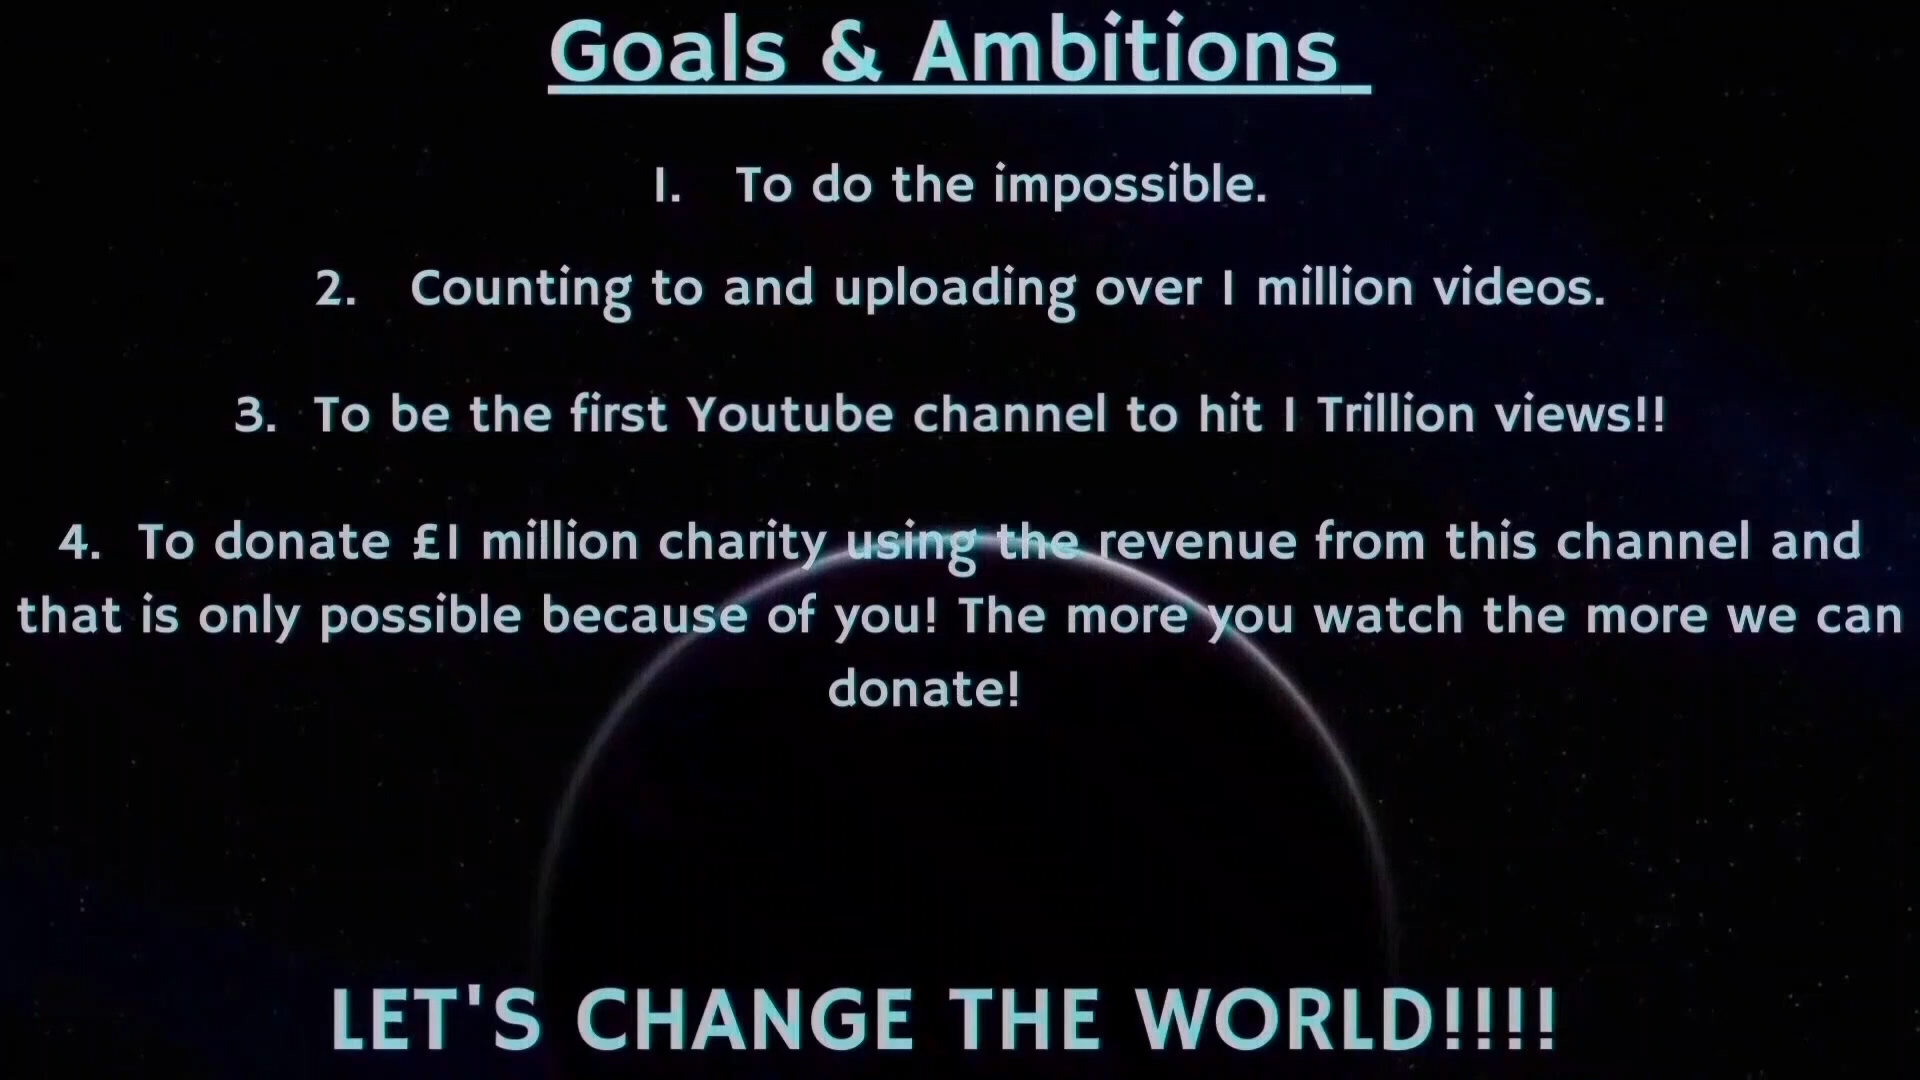 Goals & Ambitions
1. To do the impossible.
2. Counting to and uploading over 1 million videos.
3. To be the first Youtube channel to hit 1 Trillion views!!
4. To donate £1 million charity using the revenue from this channel and
that is only possible because of you! The more you watch the more we can
donate!
LET'S CHANGE THE WORLD!!!!